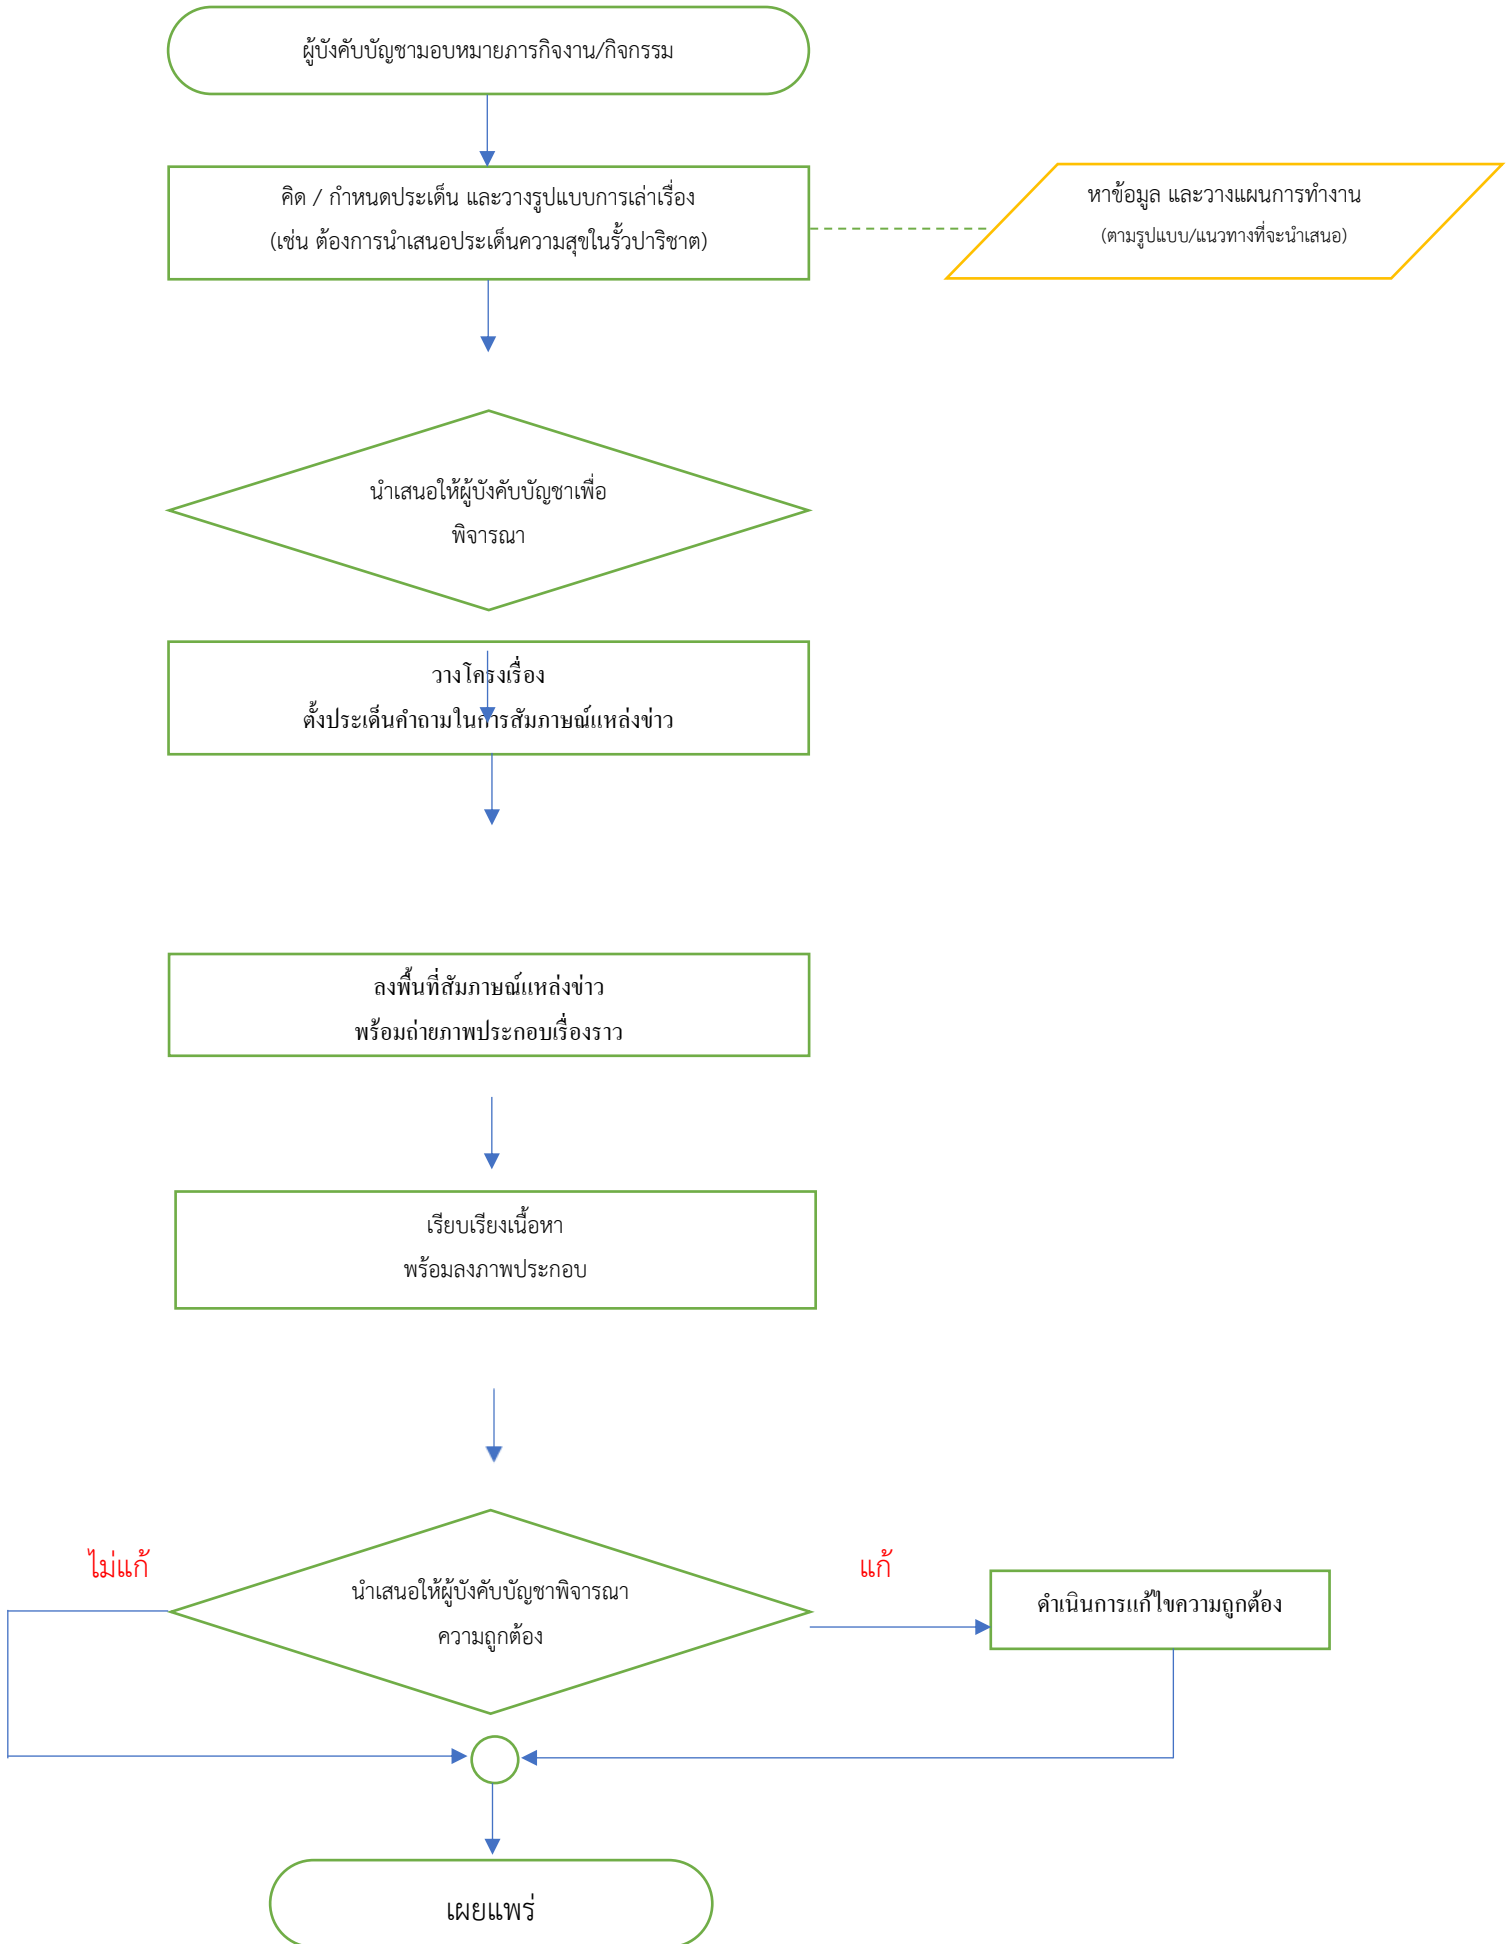 ผู้บังคับบัญชามอบหมายภารกิจงาน/กิจกรรม
คิด / กำหนดประเด็น และวางรูปแบบการเล่าเรื่อง
(เช่น ต้องการนำเสนอประเด็นความสุขในรั้วปาริชาต)
หาข้อมูล และวางแผนการทำงาน
(ตามรูปแบบ/แนวทางที่จะนำเสนอ)
นำเสนอให้ผู้บังคับบัญชาเพื่อ
พิจารณา
วางโครงเรื่อง
ตั้งประเด็นคำถามในการสัมภาษณ์แหล่งข่าว
ลงพื้นที่สัมภาษณ์แหล่งข่าว
พร้อมถ่ายภาพประกอบเรื่องราว
เรียบเรียงเนื้อหา
พร้อมลงภาพประกอบ
ไม่แก้
แก้
นำเสนอให้ผู้บังคับบัญชาพิจารณา
ความถูกต้อง
ดำเนินการแก้ไขความถูกต้อง
เผยแพร่